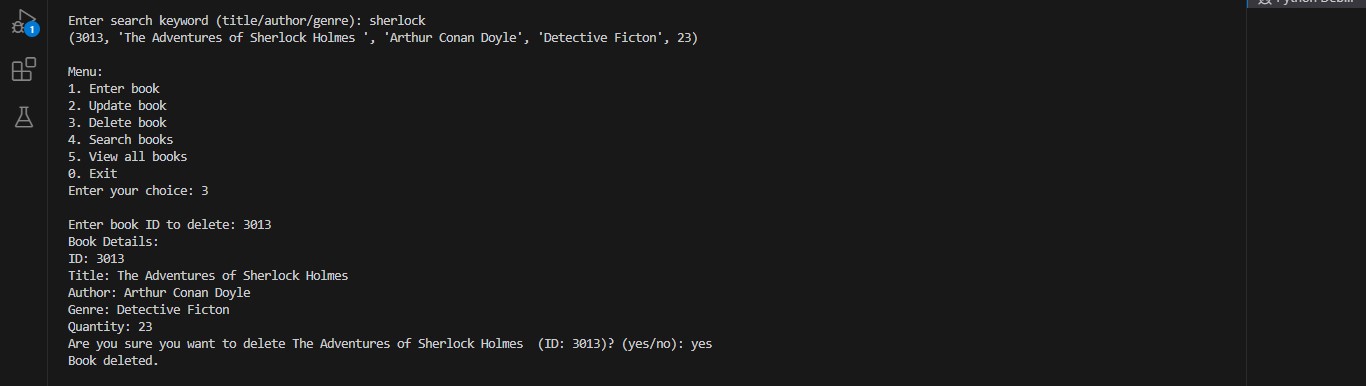 Python Debu...
Enter search keyword (title/author/genre): sherlock
(3013, 'The Adventures of Sherlock Holmes ', 'Arthur Conan Doyle', 'Detective Ficton', 23)
1
Menu:
1. Enter book
2. Update book
3. Delete book
4. Search books
5. View all books
0. Exit
Enter your choice: 3
Enter book ID to delete: 3013
Book Details:
ID: 3013
Title: The Adventures of Sherlock Holmes
Author: Arthur Conan Doyle
Genre: Detective Ficton
Quantity: 23
Are you sure you want to delete The Adventures of Sherlock Holmes  (ID: 3013)? (yes/no): yes
Book deleted.